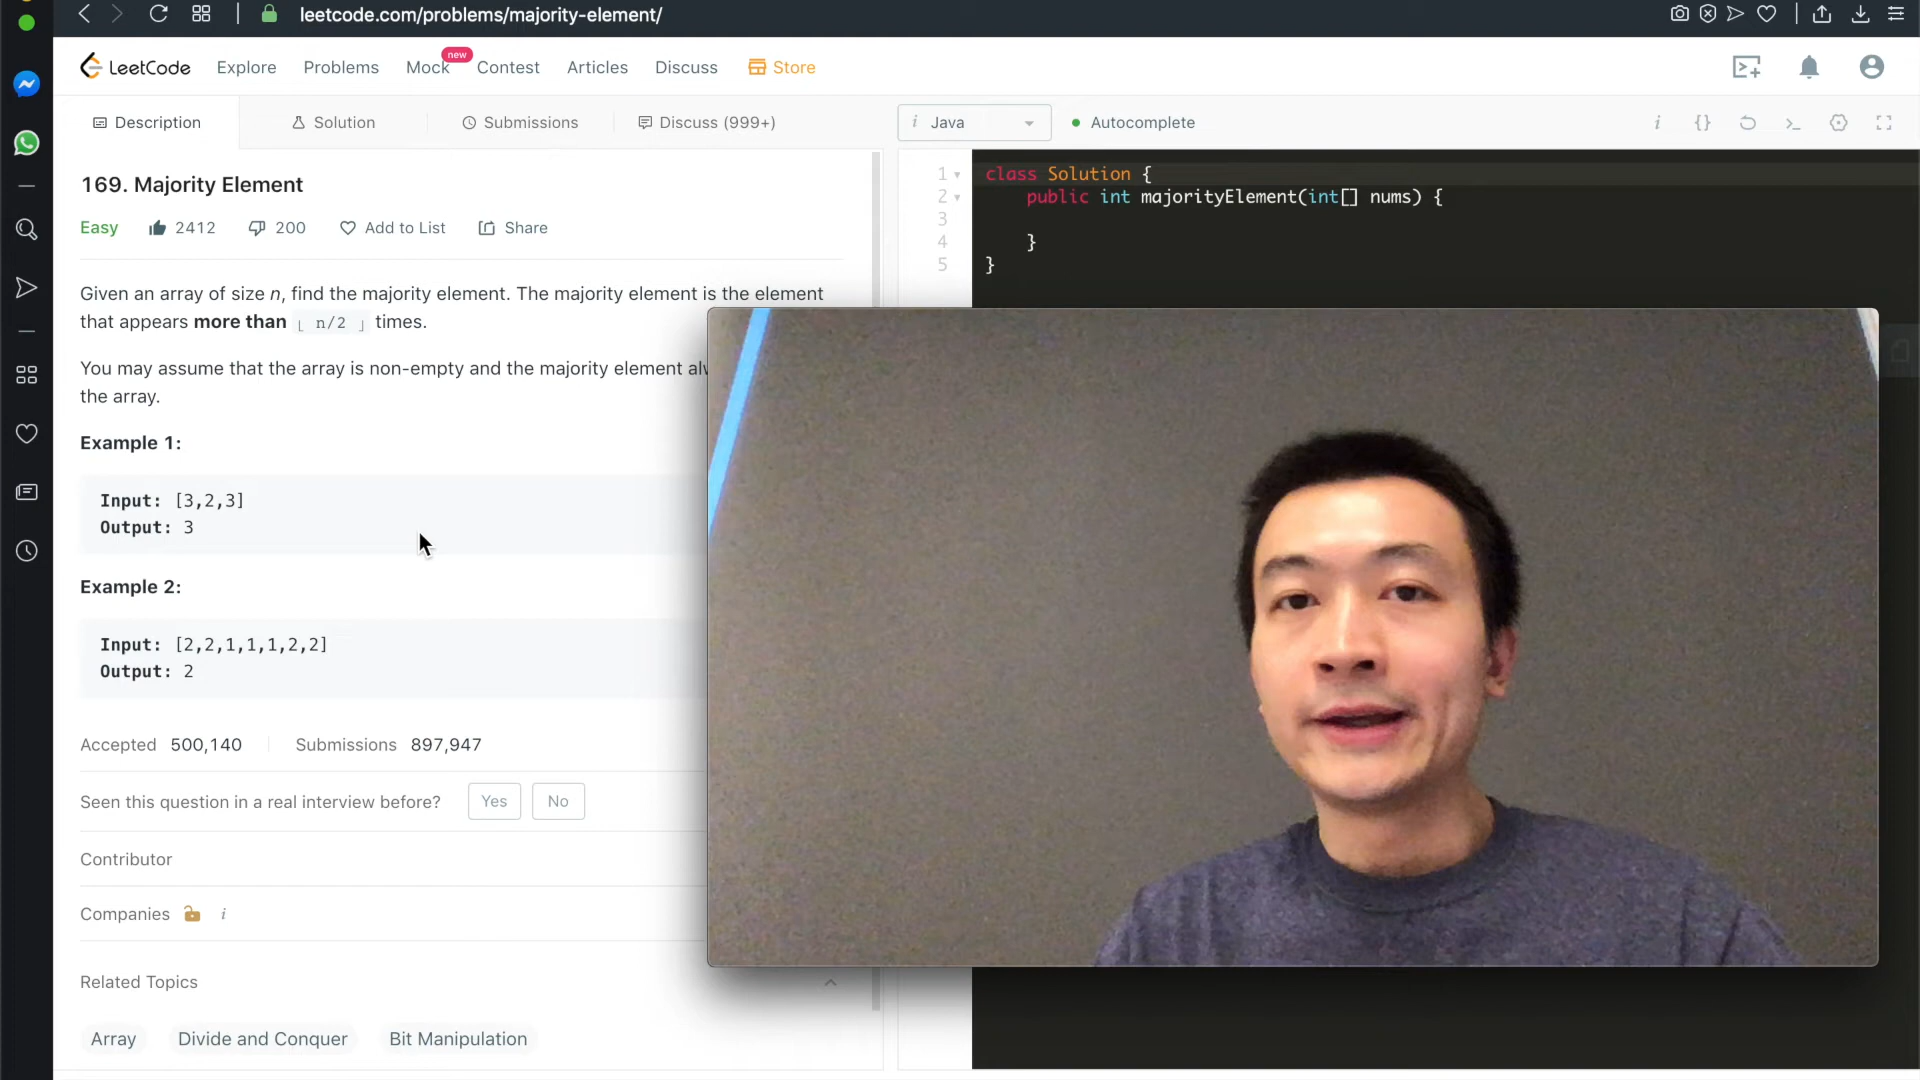 leetcode.com/problems/majority-element/
LeetCode Explore Problems Mock new Contest Articles Discuss Store
Description Solution Submissions Discuss (999+)
i Java Autocomplete i {}
169. Majority Element
Easy 2412 200 Add to List Share
Given an array of size n, find the majority element. The majority element is the element
that appears more than ⌊ n/2 ⌋ times.
You may assume that the array is non-empty and the majority element
the array.
Example 1:
Input: [3,2,3]
Output: 3
Example 2:
Input: [2,2,1,1,1,2,2]
Output: 2
Accepted 500,140 Submissions 897,947
Seen this question in a real interview before? Yes No
Contributor
Companies i
Related Topics
Array Divide and Conquer Bit Manipulation
1 class Solution {
2 public int majorityElement(int[] nums) {
3
4 }
5 }